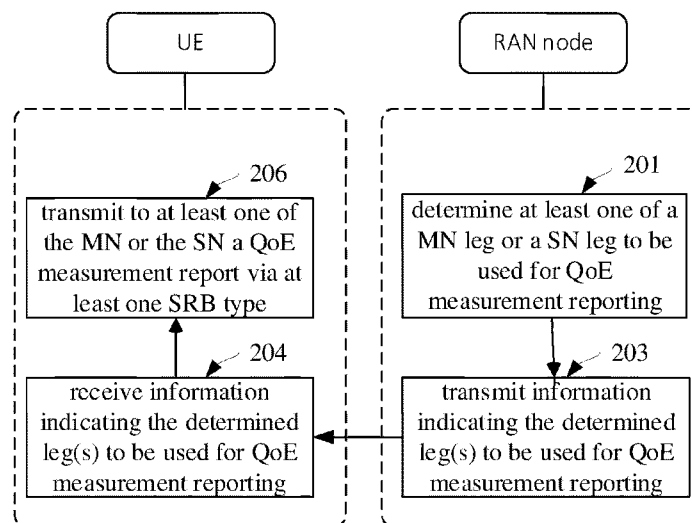 UE
RAN node
206
transmit to at least one of
the MN or the SN a QoE
measurement report via at
least one SRB type
201
determine at least one of a
MN leg or a SN leg to be
used for QoE
measurement reporting
204
receive information
indicating the determined
leg(s) to be used for QoE
measurement reporting
203
transmit information
indicating the determined
leg(s) to be used for QoE
measurement reporting